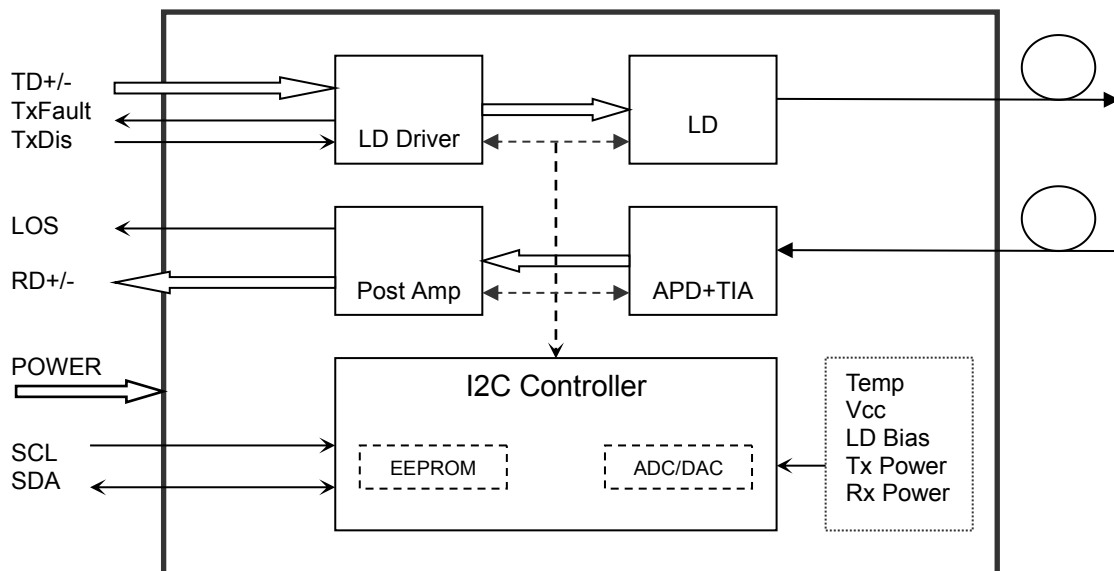 TD+/-
TxFault
TxDis
LD Driver
LD
LOS
RD+/-
Post Amp
APD+TIA
POWER
SCL
SDA
I2C Controller
EEPROM
ADC/DAC
Temp
Vcc
LD Bias
Tx Power
Rx Power